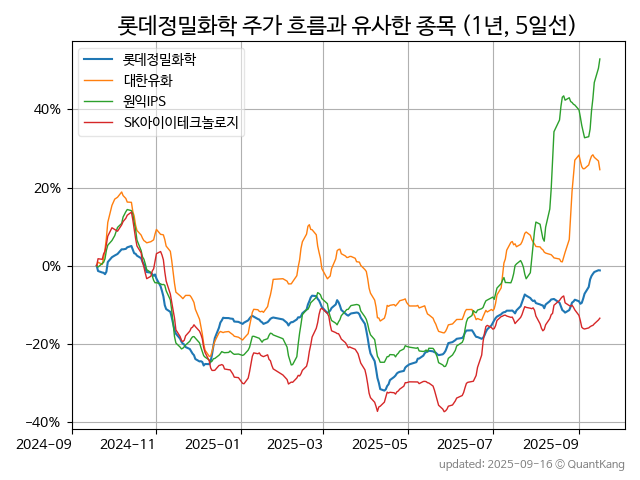 롯데정밀화학 주가 흐름과 유사한 종목 (1년, 5일선)
롯데정밀화학
대한유화
원익IPS
SK아이이테크놀로지
40%
20%
0%
−20%
−40%
2024-09 2024-11 2025-01 2025-03 2025-05 2025-07 2025-09
updated: 2025-09-16 © QuantKang